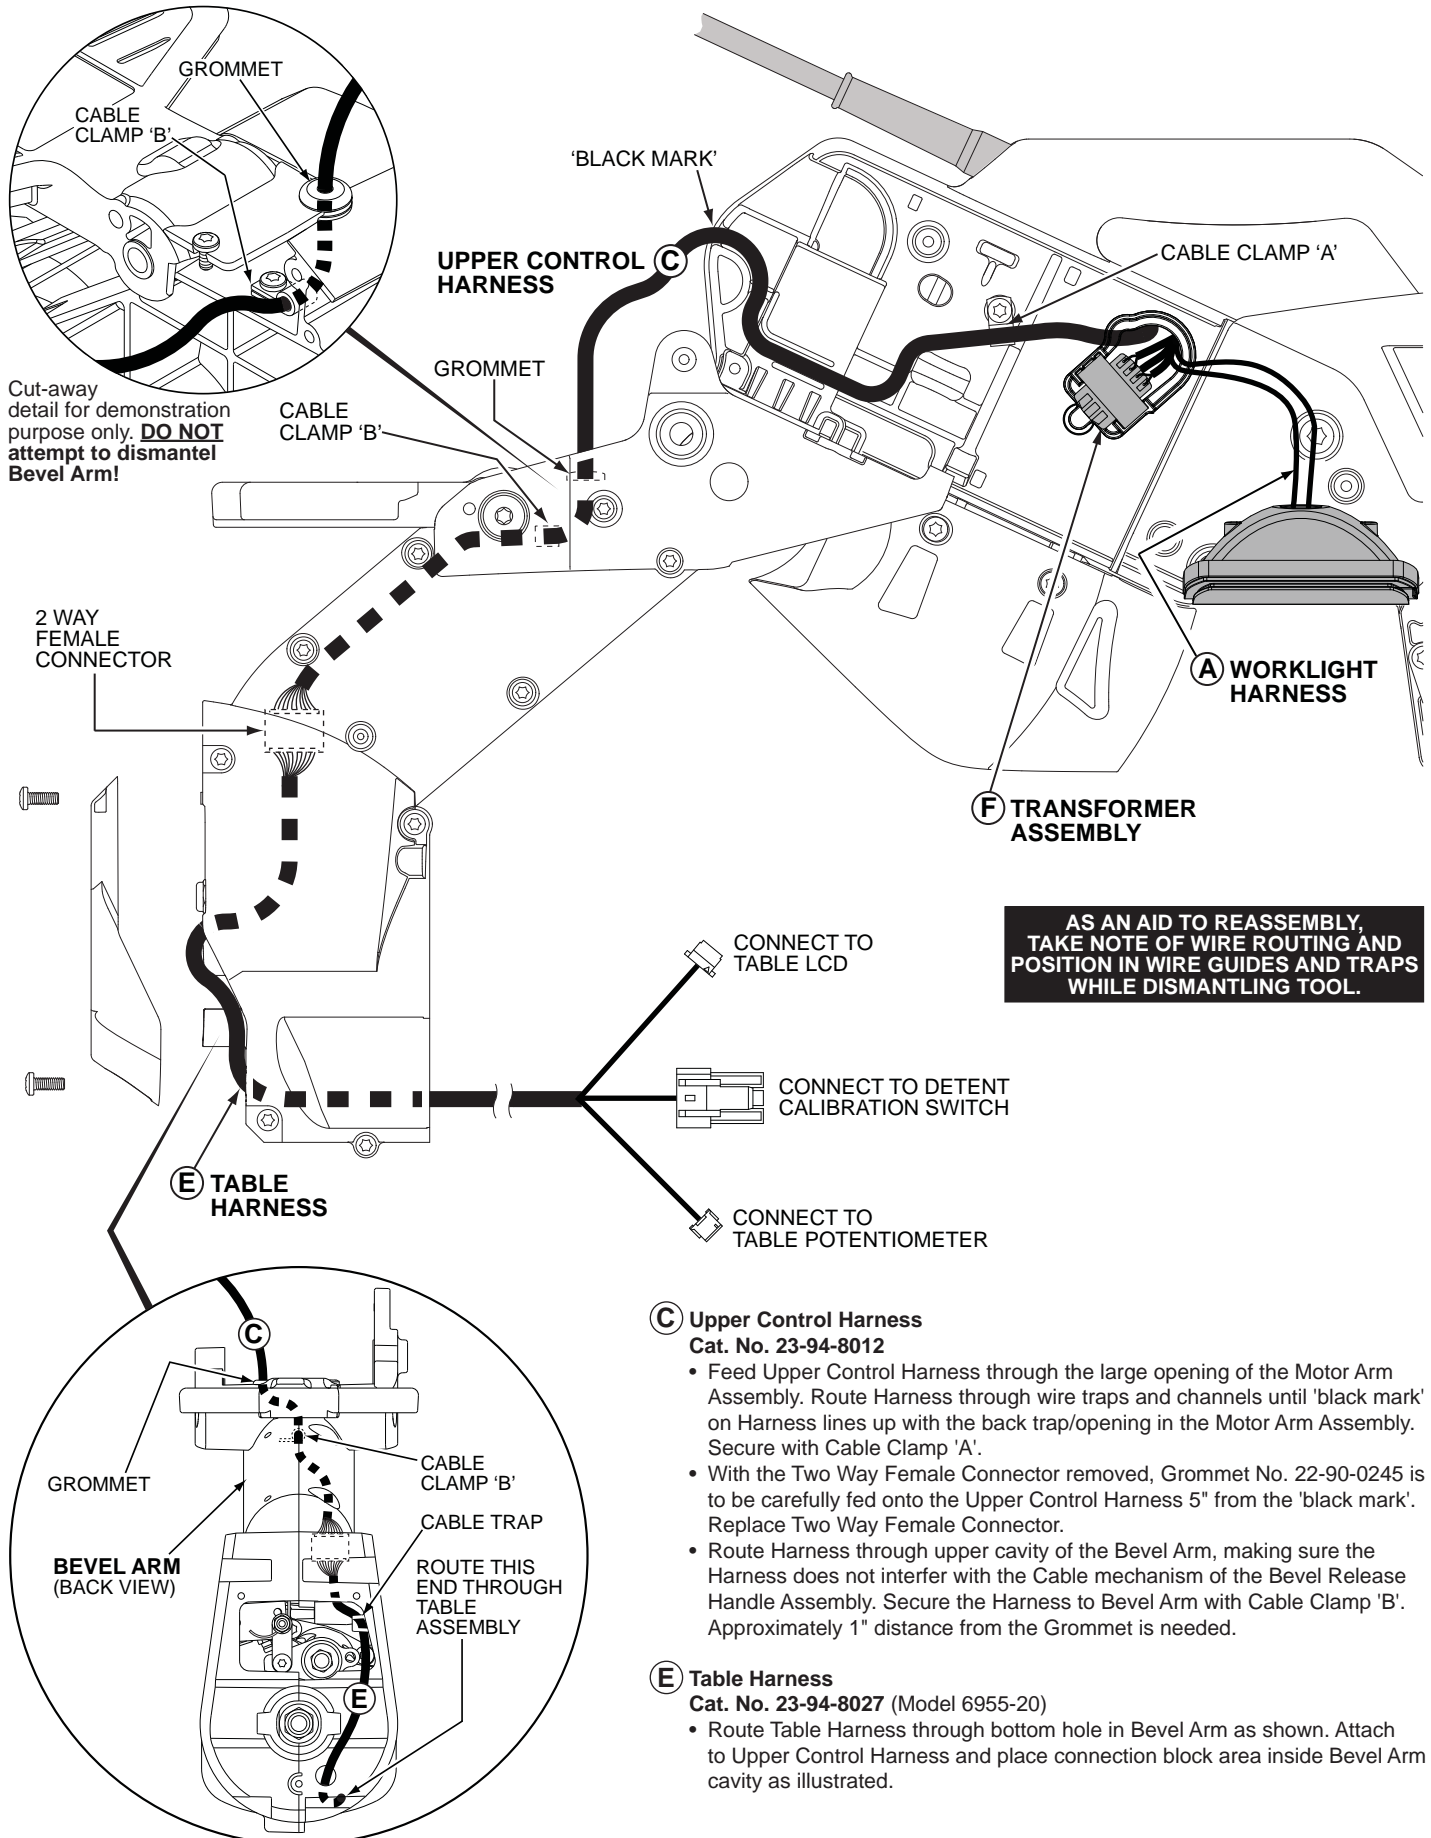 GROMMET
CABLE
CLAMP ‘B’
Cut-away
detail for demonstration
purpose only. DO NOT
attempt to dismantel
Bevel Arm!
‘BLACK MARK’
UPPER CONTROL
HARNESS
C
CABLE CLAMP ‘A’
GROMMET
CABLE
CLAMP ‘B’
2 WAY
FEMALE
CONNECTOR
A WORKLIGHT
HARNESS
F TRANSFORMER
ASSEMBLY
AS AN AID TO REASSEMBLY,
TAKE NOTE OF WIRE ROUTING AND
POSITION IN WIRE GUIDES AND TRAPS
WHILE DISMANTLING TOOL.
CONNECT TO
TABLE LCD
CONNECT TO DETENT
CALIBRATION SWITCH
CONNECT TO
TABLE POTENTIOMETER
E TABLE
HARNESS
C
GROMMET
CABLE
CLAMP ‘B’
CABLE TRAP
BEVEL ARM
(BACK VIEW)
ROUTE THIS
END THROUGH
TABLE
ASSEMBLY
E
C Upper Control Harness
Cat. No. 23-94-8012
• Feed Upper Control Harness through the large opening of the Motor Arm
Assembly. Route Harness through wire traps and channels until 'black mark'
on Harness lines up with the back trap/opening in the Motor Arm Assembly.
Secure with Cable Clamp 'A'.
• With the Two Way Female Connector removed, Grommet No. 22-90-0245 is
to be carefully fed onto the Upper Control Harness 5" from the 'black mark'.
Replace Two Way Female Connector.
• Route Harness through upper cavity of the Bevel Arm, making sure the
Harness does not interfer with the Cable mechanism of the Bevel Release
Handle Assembly. Secure the Harness to Bevel Arm with Cable Clamp 'B'.
Approximately 1" distance from the Grommet is needed.
E Table Harness
Cat. No. 23-94-8027 (Model 6955-20)
• Route Table Harness through bottom hole in Bevel Arm as shown. Attach
to Upper Control Harness and place connection block area inside Bevel Arm
cavity as illustrated.